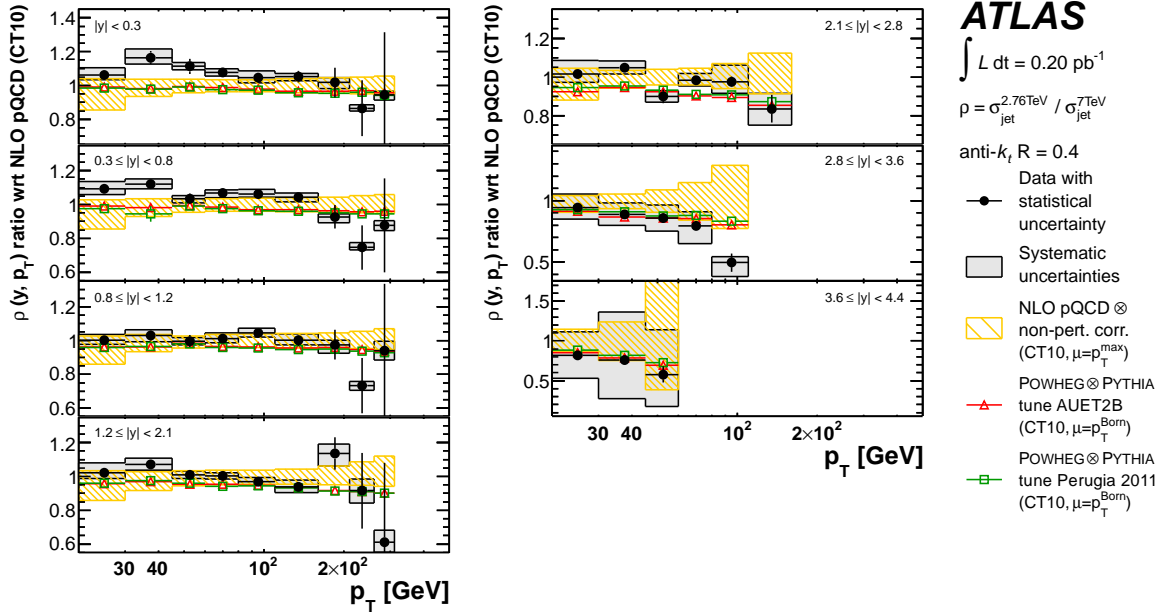 ρ (y, p_T) ratio wrt NLO pQCD (CT10)
|y| < 0.3
1.4
1.2
1
0.8
0.3 ≤ |y| < 0.8
1.2
1
0.8
0.6
0.8 ≤ |y| < 1.2
1.2
1
0.8
0.6
1.2 ≤ |y| < 2.1
1.2
1
0.8
0.6
30 40 10² 2×10²
p_T [GeV]
ρ (y, p_T) ratio wrt NLO pQCD (CT10)
2.1 ≤ |y| < 2.8
1.2
1
0.8
2.8 ≤ |y| < 3.6
1
0.5
3.6 ≤ |y| < 4.4
1
0.5
30 40 10² 2×10²
p_T [GeV]
ATLAS
∫ L dt = 0.20 pb⁻¹
ρ = σ_jet^2.76TeV / σ_jet^7TeV
anti-k_t R = 0.4
Data with
statistical
uncertainty
Systematic
uncertainties
NLO pQCD ⊗
non-pert. corr.
(CT10, μ=p_T^max)
POWHEG ⊗ PYTHIA
tune AUET2B
(CT10, μ=p_T^Born)
POWHEG ⊗ PYTHIA
tune Perugia 2011
(CT10, μ=p_T^Born)